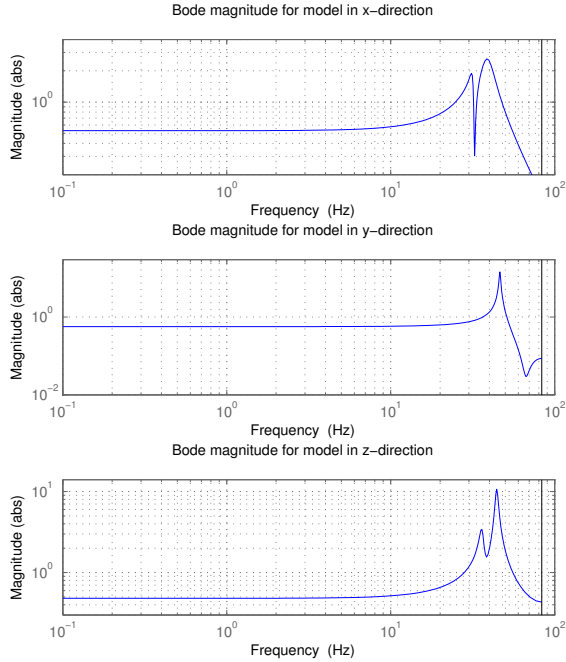 Bode magnitude for model in x−direction
Magnitude (abs)
10^0
10^−1 10^0 10^1 10^2
Frequency (Hz)
Bode magnitude for model in y−direction
Magnitude (abs)
10^0
10^−2
10^−1 10^0 10^1 10^2
Frequency (Hz)
Bode magnitude for model in z−direction
Magnitude (abs)
10^1
10^0
10^−1 10^0 10^1 10^2
Frequency (Hz)